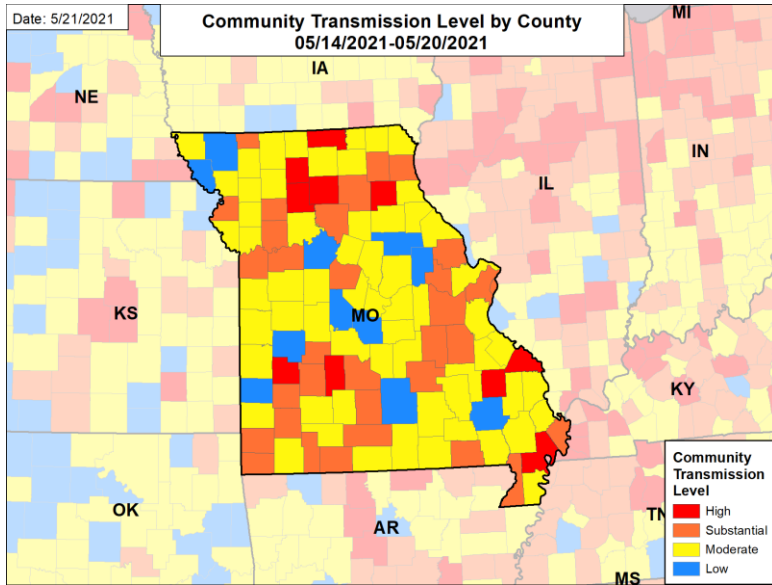 Date: 5/21/2021
Community Transmission Level by County
05/14/2021-05/20/2021
MI
IA
NE
IN
IL
KS
MO
KY
OK
AR
TN
MS
Community
Transmission
Level
High
Substantial
Moderate
Low